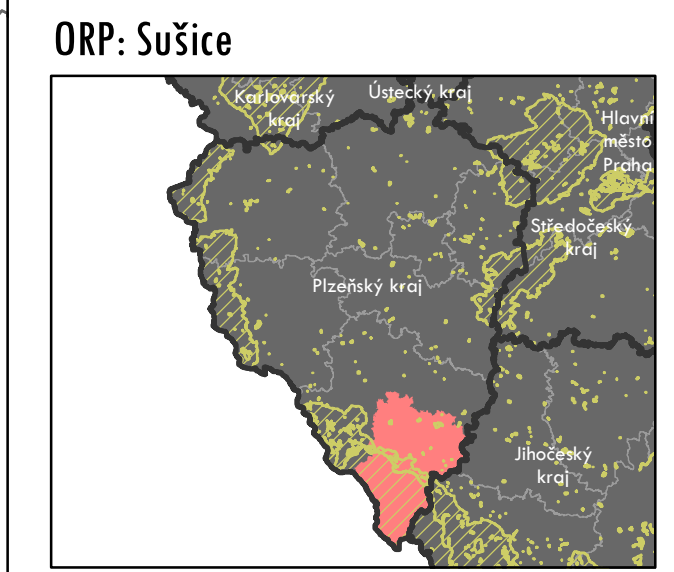 ORP: Sušice
Karlovarský
kraj
Ústecký kraj
Hlavní
město
Praha
Středočeský
kraj
Plzeňský kraj
Jihočeský
kraj